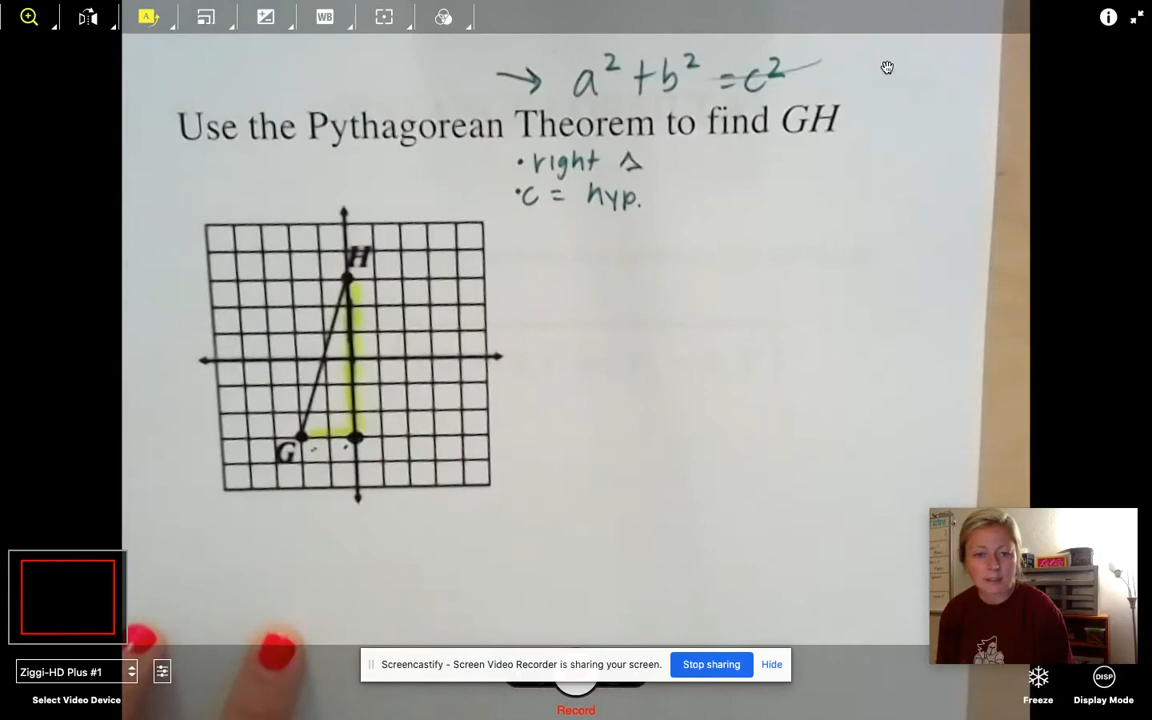 A
WB
→ a² + b² = c²
Use the Pythagorean Theorem to find GH
• right △
• c = hyp.
H
G
Ziggi-HD Plus #1
Select Video Device
Screencastify - Screen Video Recorder is sharing your screen.
Stop sharing
Hide
Record
Freeze
DISP
Display Mode